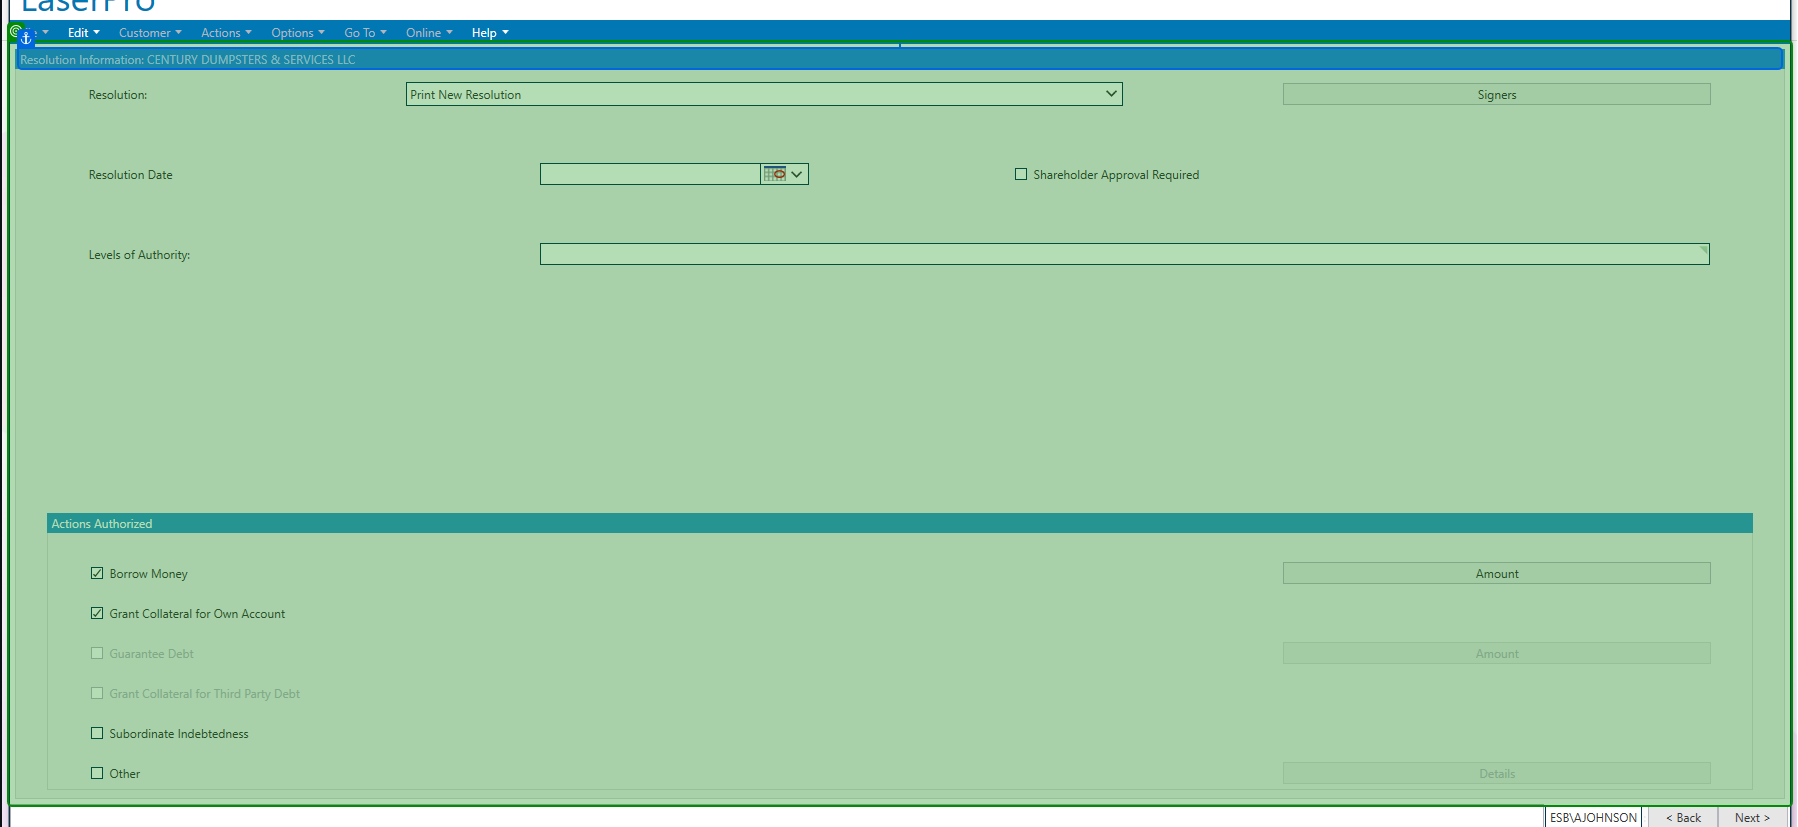 LaserPro
Edit Customer Actions Options Go To Online Help
Resolution Information: CENTURY DUMPSTERS & SERVICES LLC
Resolution: Print New Resolution Signers
Resolution Date Shareholder Approval Required
Levels of Authority:
Actions Authorized
Borrow Money Amount
Grant Collateral for Own Account
Guarantee Debt Amount
Grant Collateral for Third Party Debt
Subordinate Indebtedness
Other Details
ESB\AJOHNSON < Back Next >